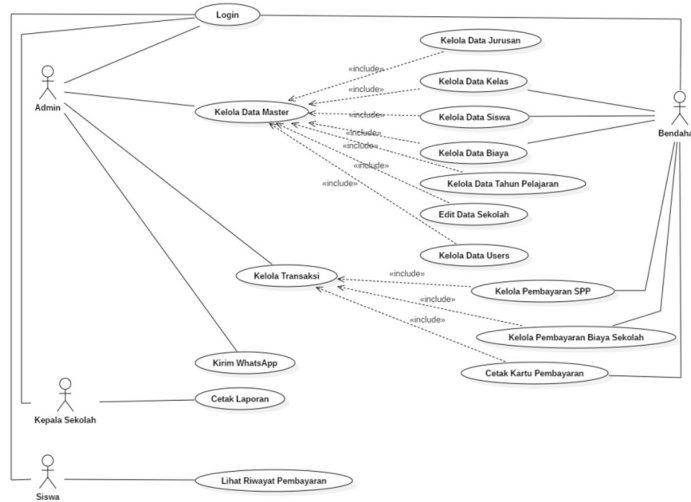 Login
Kelola Data Jurusan
«include»
Kelola Data Kelas
«include»
Admin
Kelola Data Master
«include»
Kelola Data Siswa
Bendaha
«include»
«include»
Kelola Data Biaya
«include»
Kelola Data Tahun Pelajaran
«include»
Edit Data Sekolah
Kelola Data Users
Kelola Transaksi
«include»
Kelola Pembayaran SPP
«include»
«include»
Kelola Pembayaran Biaya Sekolah
Kirim WhatsApp
Cetak Kartu Pembayaran
Cetak Laporan
Kepala Sekolah
Lihat Riwayat Pembayaran
Siswa